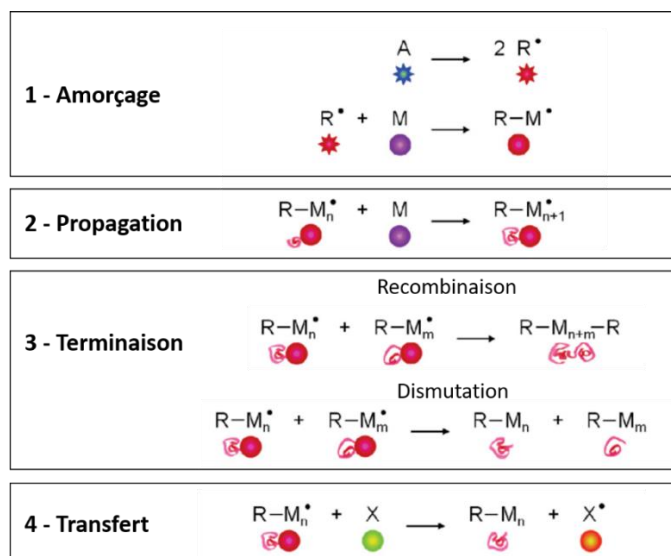 A → 2 R•
1 - Amorçage
R• + M → R–M•
2 - Propagation R–Mn• + M → R–Mn+1•
Recombinaison
3 - Terminaison R–Mn• + R–Mm• → R–Mn+m–R
Dismutation
R–Mn• + R–Mm• → R–Mn + R–Mm
4 - Transfert R–Mn• + X → R–Mn + X•